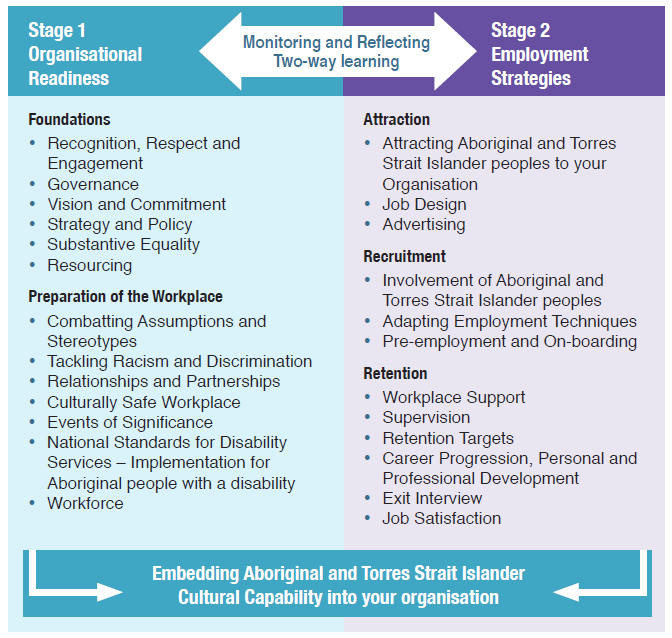 Stage 1
Organisational
Readiness
Monitoring and Reflecting
Two-way learning
Stage 2
Employment
Strategies
Foundations
• Recognition, Respect and
Engagement
• Governance
• Vision and Commitment
• Strategy and Policy
• Substantive Equality
• Resourcing
Preparation of the Workplace
• Combatting Assumptions and
Stereotypes
• Tackling Racism and Discrimination
• Relationships and Partnerships
• Culturally Safe Workplace
• Events of Significance
• National Standards for Disability
Services – Implementation for
Aboriginal people with a disability
• Workforce
Attraction
• Attracting Aboriginal and Torres
Strait Islander peoples to your
Organisation
• Job Design
• Advertising
Recruitment
• Involvement of Aboriginal and
Torres Strait Islander peoples
• Adapting Employment Techniques
• Pre-employment and On-boarding
Retention
• Workplace Support
• Supervision
• Retention Targets
• Career Progression, Personal and
Professional Development
• Exit Interview
• Job Satisfaction
Embedding Aboriginal and Torres Strait Islander
Cultural Capability into your organisation